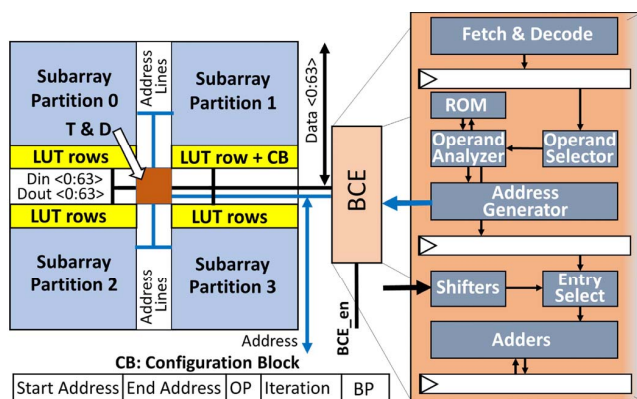 Subarray
Partition 0
Address
Lines
Subarray
Partition 1
T & D
LUT rows
LUT row + CB
Din <0:63>
Dout <0:63>
LUT rows
LUT rows
Subarray
Partition 2
Address
Lines
Subarray
Partition 3
Data <0:63>
Address
BCE
BCE_en
Fetch & Decode
ROM
Operand
Analyzer
Operand
Selector
Address
Generator
Shifters
Entry
Select
Adders
CB: Configuration Block
Start Address End Address OP Iteration BP